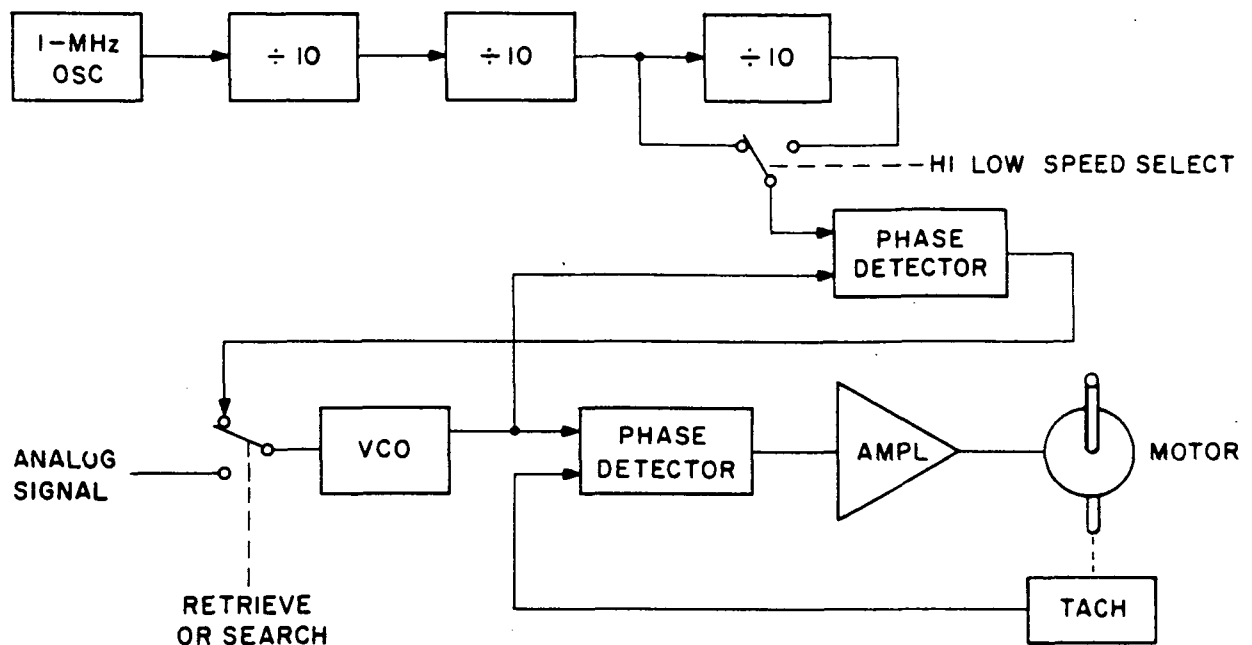 1-MHz
OSC
÷ 10
÷ 10
÷ 10
HI LOW SPEED SELECT
PHASE
DETECTOR
ANALOG
SIGNAL
VCO
PHASE
DETECTOR
AMPL
MOTOR
RETRIEVE
OR SEARCH
TACH